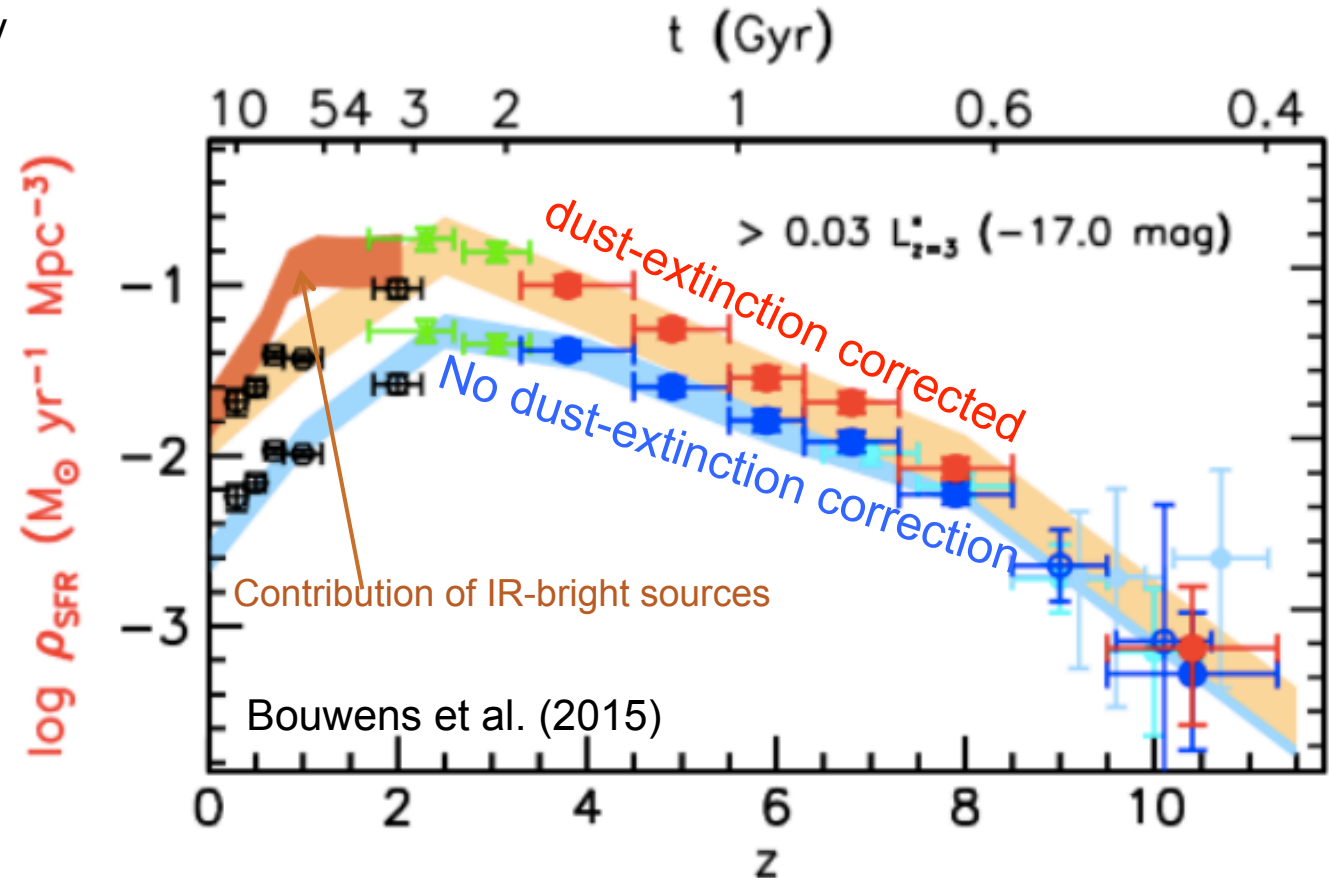 t (Gyr)
10 5 4 3 2 1 0.6 0.4
log ρSFR (M⊙ yr−1 Mpc−3)
dust-extinction corrected
> 0.03 L*z=3 (−17.0 mag)
−1
No dust-extinction correction
−2
Contribution of IR-bright sources
−3
Bouwens et al. (2015)
0 2 4 6 8 10
z